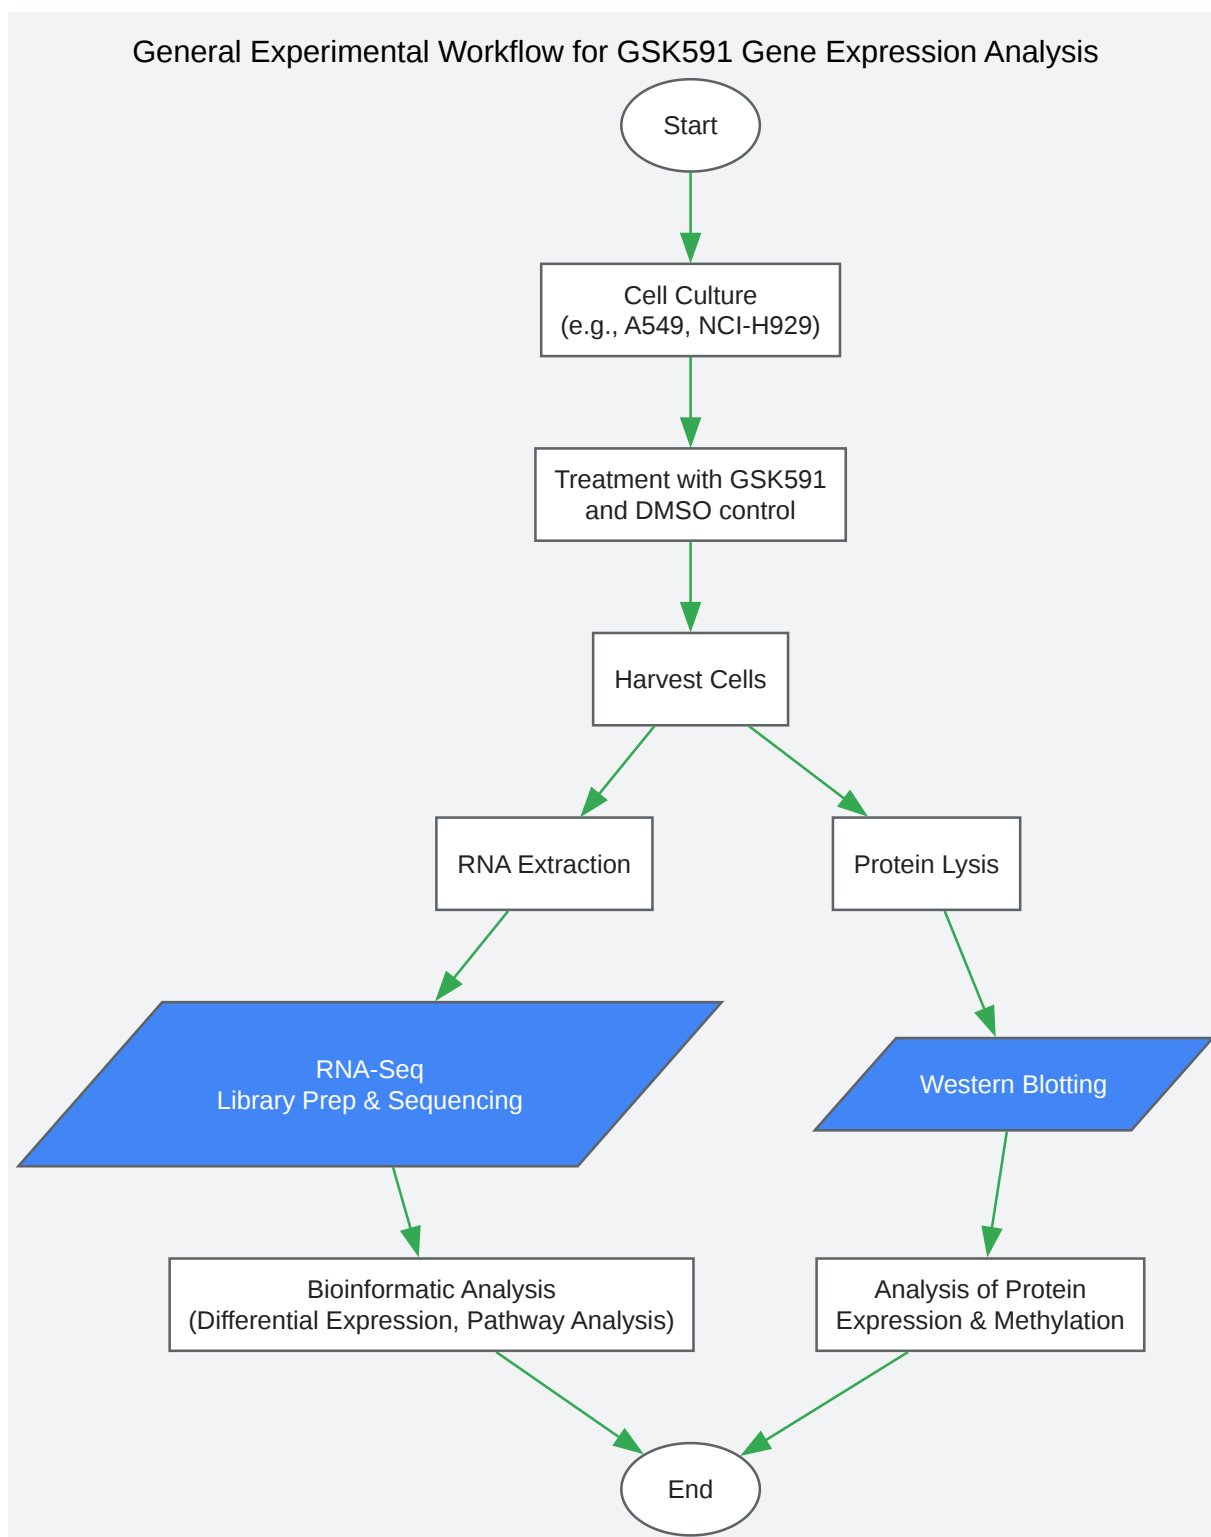 General Experimental Workflow for GSK591 Gene Expression Analysis
Start
Cell Culture
(e.g., A549, NCI-H929)
Treatment with GSK591
and DMSO control
Harvest Cells
RNA Extraction
Protein Lysis
RNA-Seq
Library Prep & Sequencing
Western Blotting
Bioinformatic Analysis
(Differential Expression, Pathway Analysis)
Analysis of Protein
Expression & Methylation
End